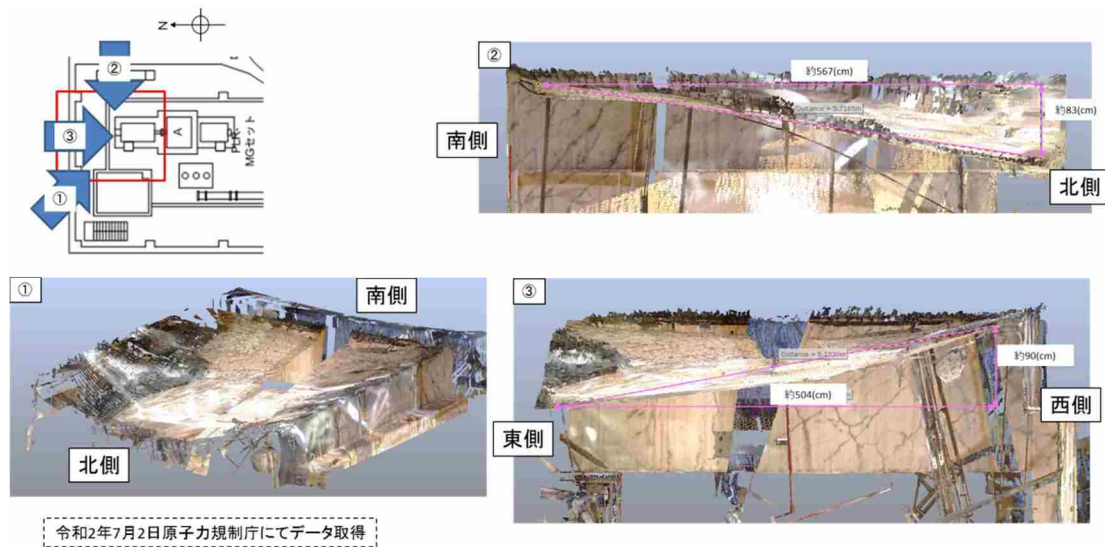 N
②
③
①
A
MGセット
②
約567(cm)
約83(cm)
南側
北側
①
南側
北側
③
約90(cm)
約504(cm)
東側
西側
令和2年7月2日原子力規制庁にてデータ取得